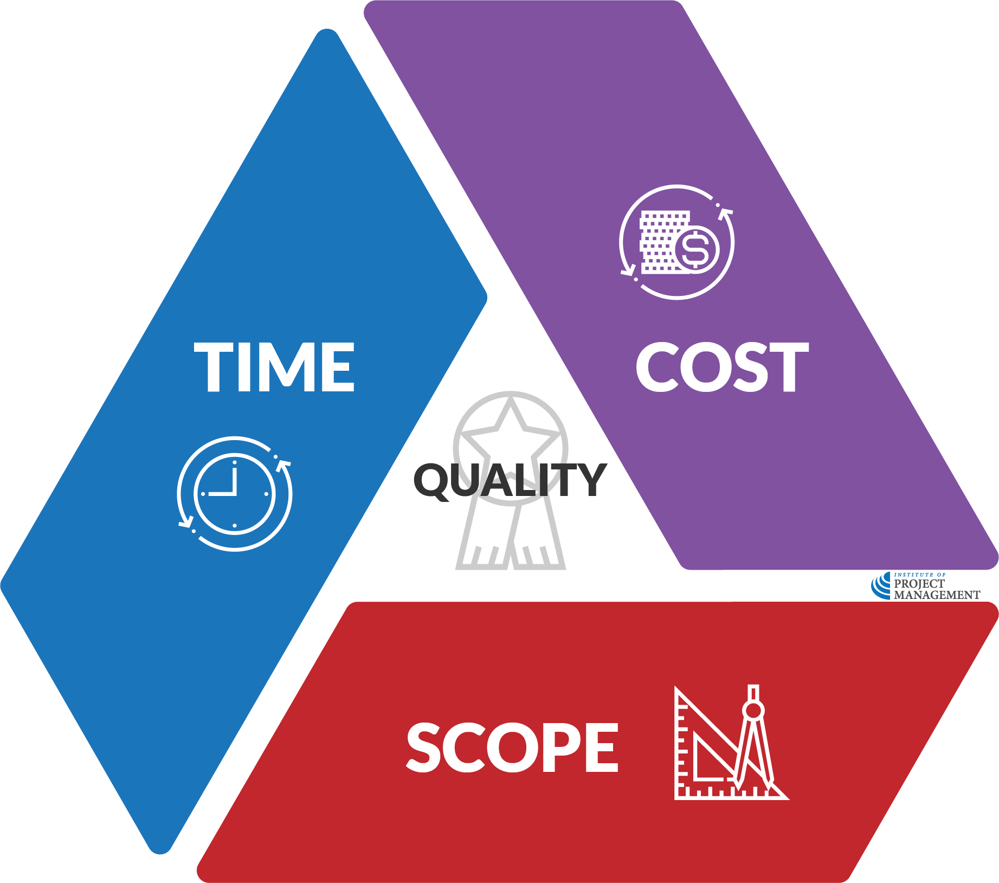 TIME
COST
QUALITY
INSTITUTE OF
PROJECT
MANAGEMENT
SCOPE